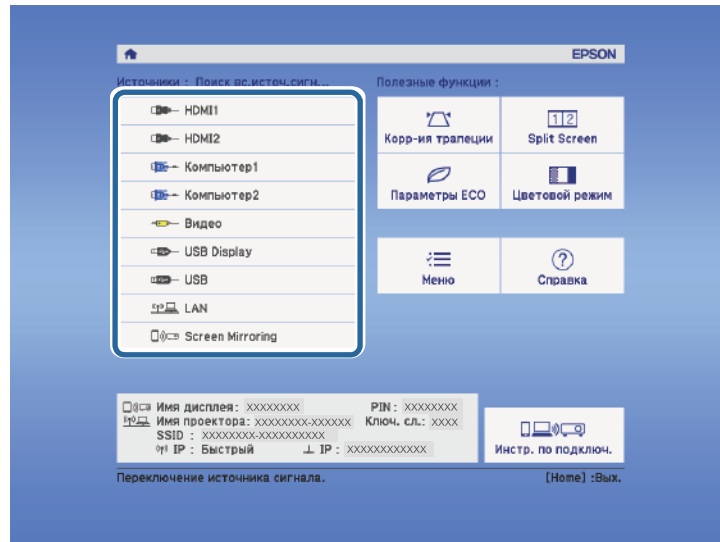 EPSON
Источники : Поиск вс.источ.сигн...
Полезные функции :
HDMI1
HDMI2
Компьютер1
Компьютер2
Видео
USB Display
USB
LAN
Screen Mirroring
Корр-ия трапеции
1 2
Split Screen
Параметры ECO
Цветовой режим
Меню
?
Справка
Имя дисплея: XXXXXXXX
PIN : XXXXXXXX
Имя проектора: XXXXXXXX-XXXXXX
Ключ. сл.: XXXX
SSID : XXXXXXXX-XXXXXXXXXX
IP : Быстрый
IP : XXXXXXXXXXXX
Инстр. по подключ.
Переключение источника сигнала.
[Home] :Вых.